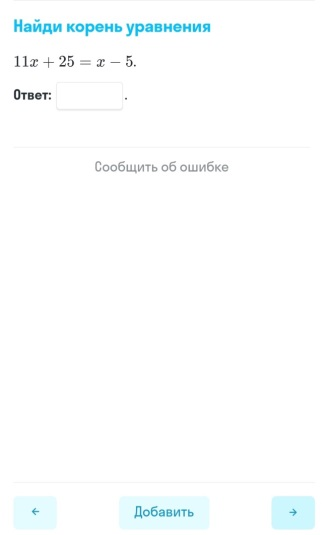 Найди корень уравнения
11x + 25 = x − 5.
Ответ: .
Сообщить об ошибке
← Добавить →